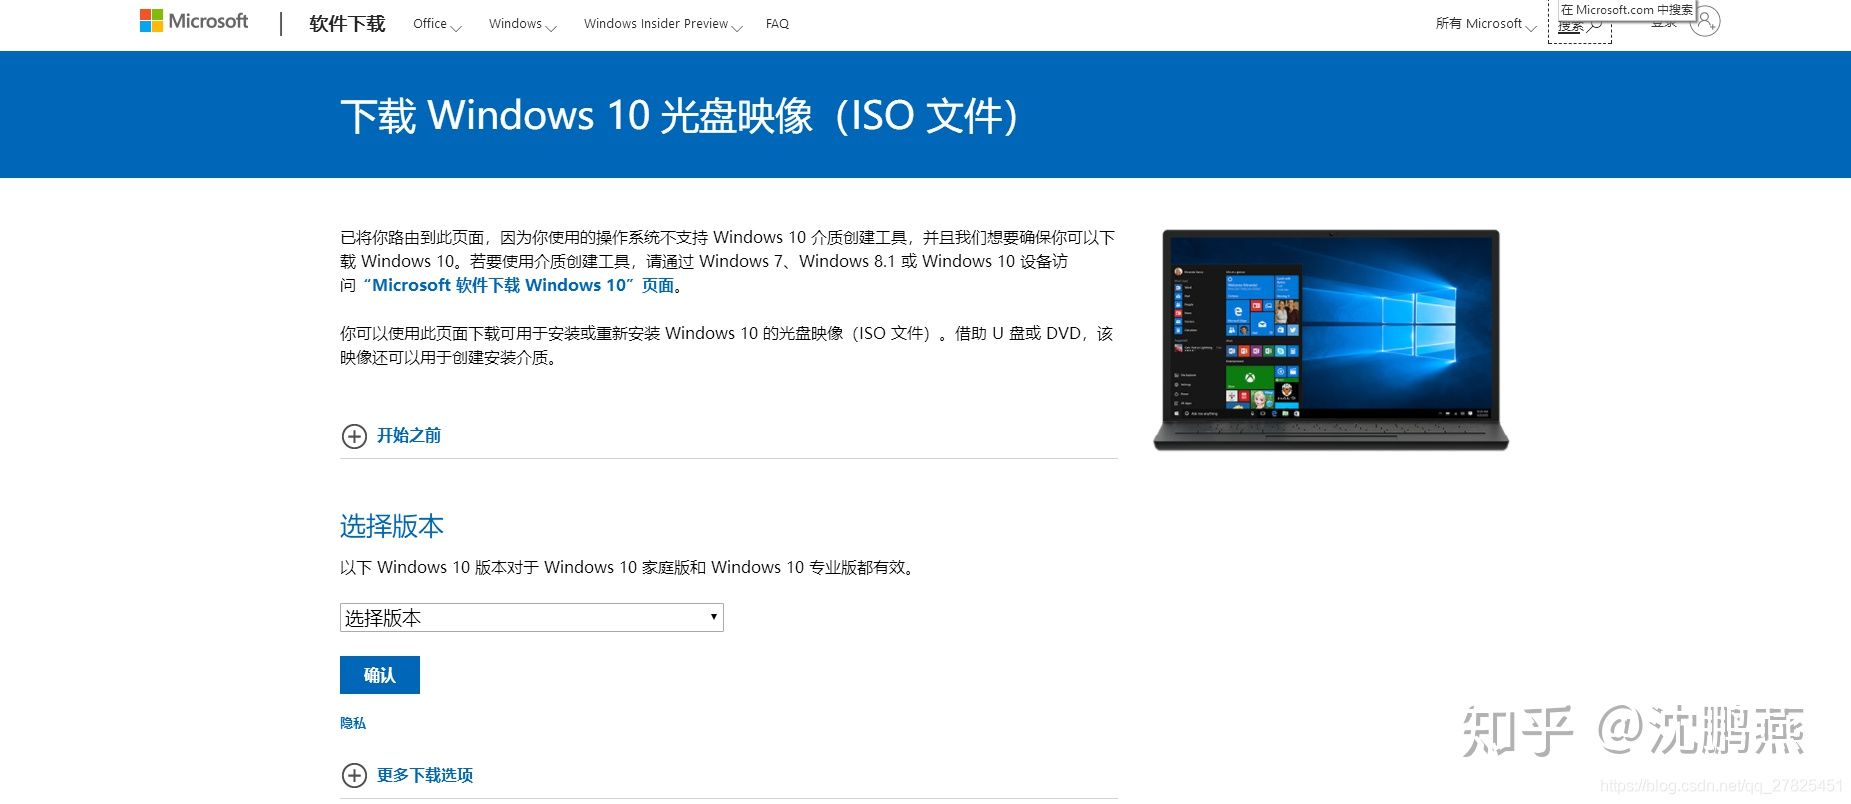 Microsoft
软件下载
Office
Windows
Windows Insider Preview
FAQ
所有 Microsoft
在 Microsoft.com 中搜索
搜索
登录
下载 Windows 10 光盘映像（ISO 文件）
已将你路由到此页面，因为你使用的操作系统不支持 Windows 10 介质创建工具，并且我们想要确保你可以下
载 Windows 10。若要使用介质创建工具，请通过 Windows 7、Windows 8.1 或 Windows 10 设备访
问“Microsoft 软件下载 Windows 10”页面。
你可以使用此页面下载可用于安装或重新安装 Windows 10 的光盘映像（ISO 文件）。借助 U 盘或 DVD，该
映像还可以用于创建安装介质。
开始之前
选择版本
以下 Windows 10 版本对于 Windows 10 家庭版和 Windows 10 专业版都有效。
选择版本
确认
隐私
更多下载选项
知乎 @沈鹏燕
https://blog.csdn.net/qq_27825451